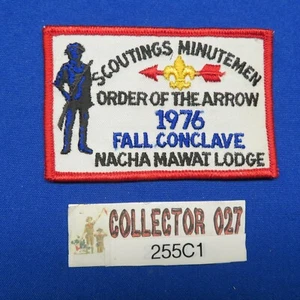 SCOUTINGS MINUTEMEN
ORDER OF THE ARROW
1976
FALL CONCLAVE
NACHA MAWAT LODGE
COLLECTOR 027
255C1